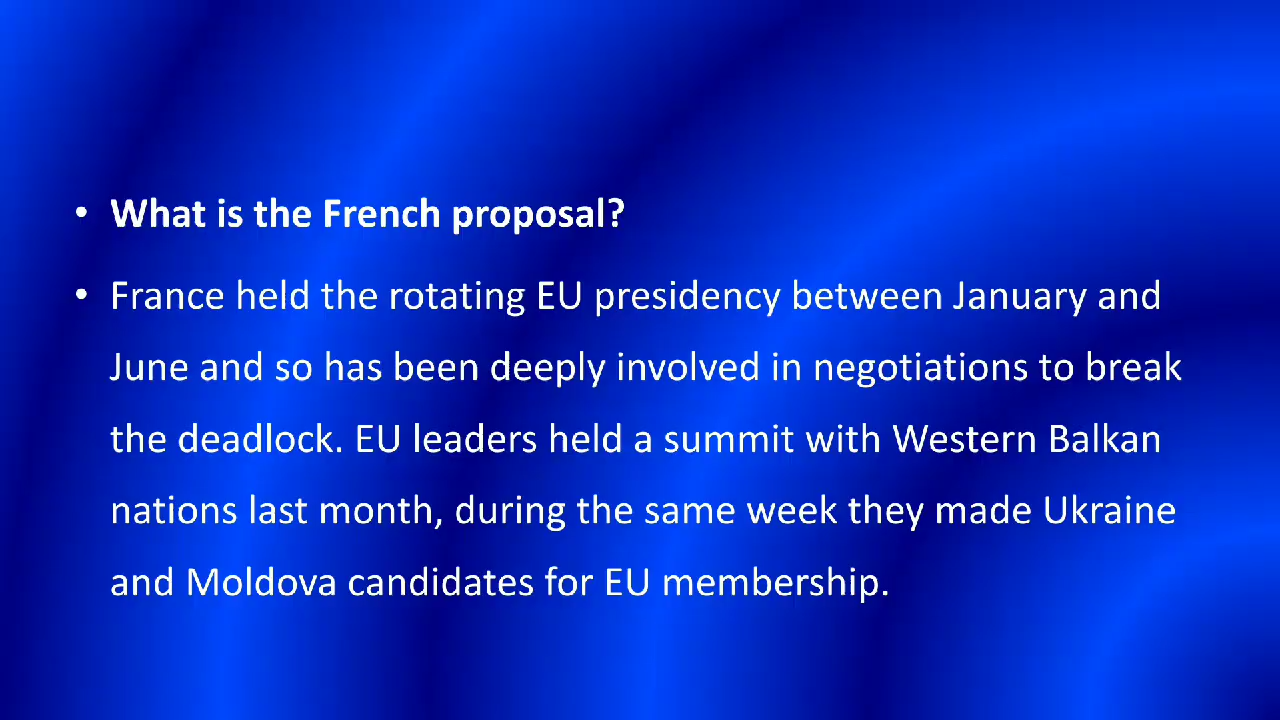 • What is the French proposal?
• France held the rotating EU presidency between January and
June and so has been deeply involved in negotiations to break
the deadlock. EU leaders held a summit with Western Balkan
nations last month, during the same week they made Ukraine
and Moldova candidates for EU membership.